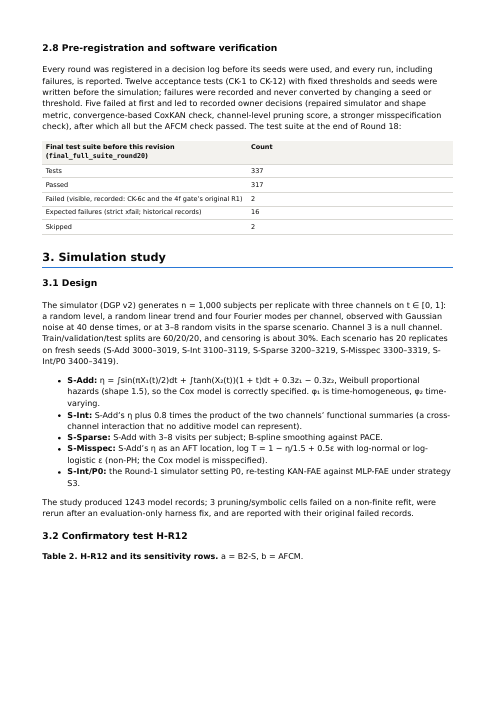 2.8 Pre-registration and software verification
Every round was registered in a decision log before its seeds were used, and every run, including
failures, is reported. Twelve acceptance tests (CK-1 to CK-12) with fixed thresholds and seeds were
written before the simulation; failures were recorded and never converted by changing a seed or
threshold. Five failed at first and led to recorded owner decisions (repaired simulator and shape
metric, convergence-based CoxKAN check, channel-level pruning score, a stronger misspecification
check), after which all but the AFCM check passed. The test suite at the end of Round 18:
Final test suite before this revision Count
(final_full_suite_round20)
Tests 337
Passed 317
Failed (visible, recorded: CK-6c and the 4f gate's original R1) 2
Expected failures (strict xfail; historical records) 16
Skipped 2
3. Simulation study
3.1 Design
The simulator (DGP v2) generates n = 1,000 subjects per replicate with three channels on t ∈ [0, 1]:
a random level, a random linear trend and four Fourier modes per channel, observed with Gaussian
noise at 40 dense times, or at 3–8 random visits in the sparse scenario. Channel 3 is a null channel.
Train/validation/test splits are 60/20/20, and censoring is about 30%. Each scenario has 20 replicates
on fresh seeds (S-Add 3000–3019, S-Int 3100–3119, S-Sparse 3200–3219, S-Misspec 3300–3319, S-
Int/P0 3400–3419).
• S-Add: η = ∫sin(πX₁(t)/2)dt + ∫tanh(X₂(t))(1 + t)dt + 0.3z₁ − 0.3z₂, Weibull proportional
hazards (shape 1.5), so the Cox model is correctly specified. φ₁ is time-homogeneous, φ₂ time-
varying.
• S-Int: S-Add's η plus 0.8 times the product of the two channels' functional summaries (a cross-
channel interaction that no additive model can represent).
• S-Sparse: S-Add with 3–8 visits per subject; B-spline smoothing against PACE.
• S-Misspec: S-Add's η as an AFT location, log T = 1 − η/1.5 + 0.5ε with log-normal or log-
logistic ε (non-PH; the Cox model is misspecified).
• S-Int/P0: the Round-1 simulator setting P0, re-testing KAN-FAE against MLP-FAE under strategy
S3.
The study produced 1243 model records; 3 pruning/symbolic cells failed on a non-finite refit, were
rerun after an evaluation-only harness fix, and are reported with their original failed records.
3.2 Confirmatory test H-R12
Table 2. H-R12 and its sensitivity rows. a = B2-S, b = AFCM.